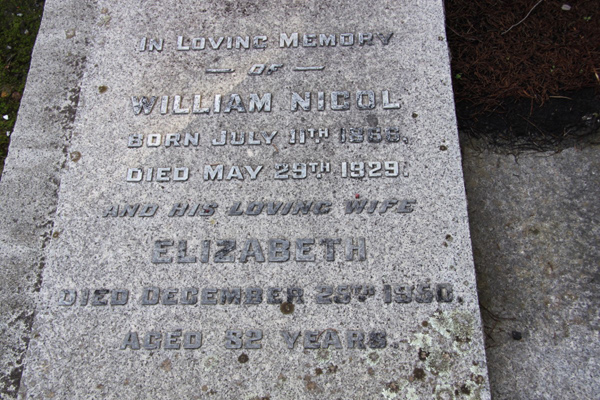 In Loving Memory
— OF —
WILLIAM NICOL
BORN JULY 11TH 1866.
DIED MAY 29TH 1929.
AND HIS LOVING WIFE
ELIZABETH
DIED DECEMBER 1950.
AGED 82 YEARS.